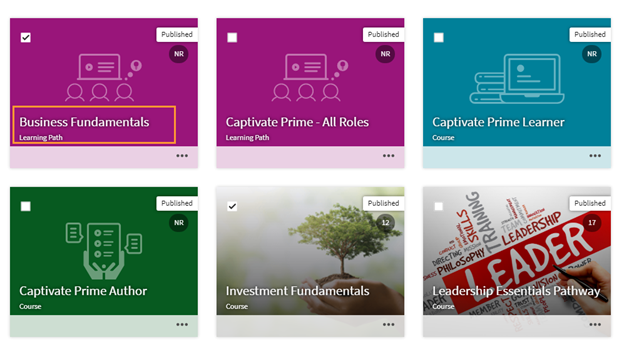 Published
NR
Business Fundamentals
Learning Path
Published
NR
Captivate Prime - All Roles
Learning Path
Published
NR
Captivate Prime Learner
Course
Published
NR
Captivate Prime Author
Course
Published
12
Investment Fundamentals
Course
Published
17
TRAINING
SKILLS
LEADERSHIP
DIRECTING
MISSION
PHILOSOPHY
LEADER
VISION
Leadership Essentials Pathway
Course